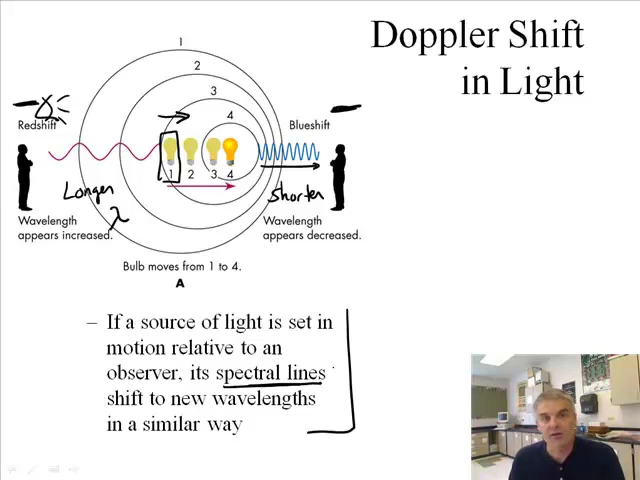 Doppler Shift
in Light
1
2
3
4
Redshift
Blueshift
1 2 3 4
Longer
λ
Shorter
Wavelength
appears increased.
Wavelength
appears decreased.
Bulb moves from 1 to 4.
A
– If a source of light is set in
motion relative to an
observer, its spectral lines
shift to new wavelengths
in a similar way